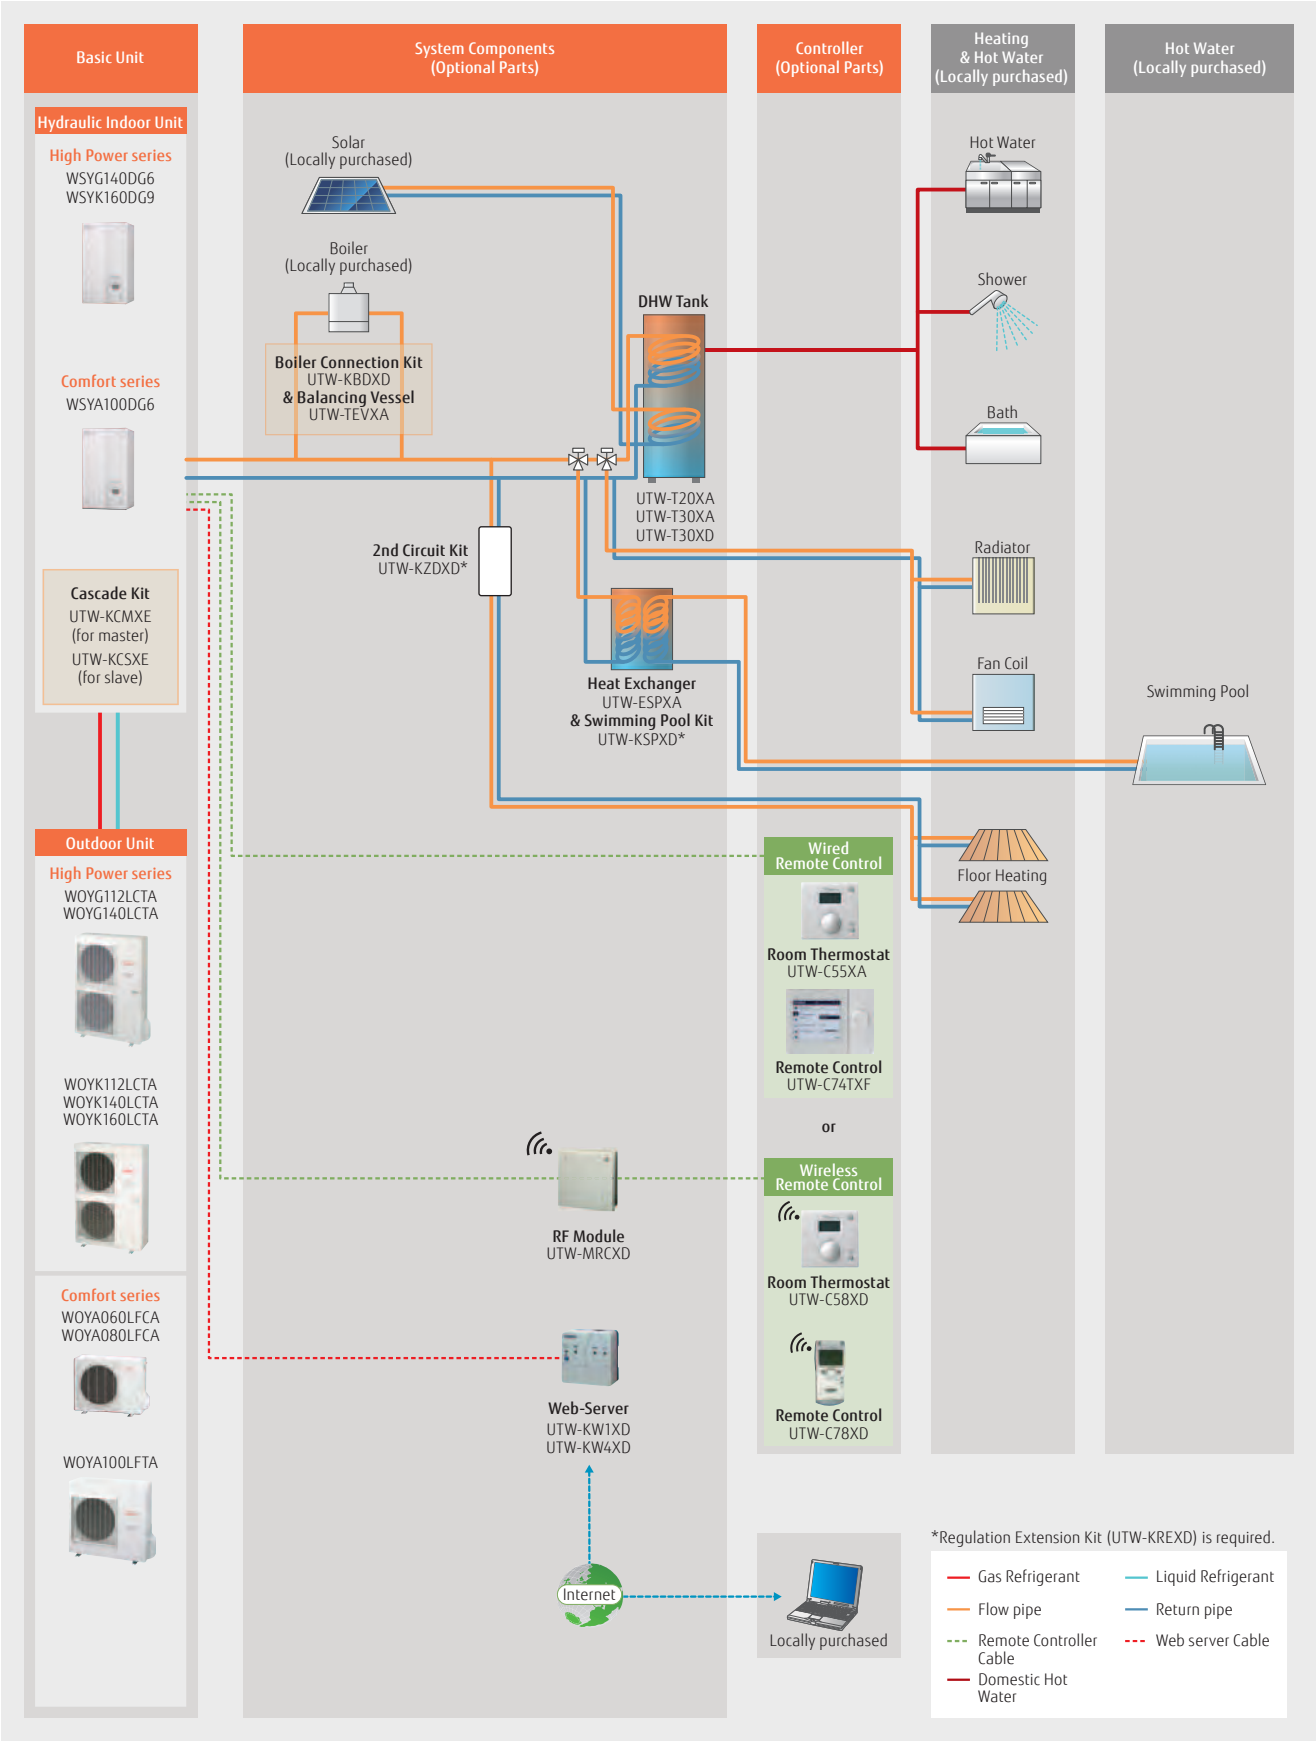 Basic Unit
System Components
(Optional Parts)
Controller
(Optional Parts)
Heating
& Hot Water
(Locally purchased)
Hot Water
(Locally purchased)
Hydraulic Indoor Unit
High Power series
WSYG140DG6
WSYK160DG9
Comfort series
WSYA100DG6
Cascade Kit
UTW-KCMXE
(for master)
UTW-KCSXE
(for slave)
Outdoor Unit
High Power series
WOYG112LCTA
WOYG140LCTA
WOYK112LCTA
WOYK140LCTA
WOYK160LCTA
Comfort series
WOYA060LFCA
WOYA080LFCA
WOYA100LFTA
Solar
(Locally purchased)
Boiler
(Locally purchased)
Boiler Connection Kit
UTW-KBDXD
& Balancing Vessel
UTW-TEVXA
DHW Tank
UTW-T20XA
UTW-T30XA
UTW-T30XD
2nd Circuit Kit
UTW-KZDXD*
Heat Exchanger
UTW-ESPXA
& Swimming Pool Kit
UTW-KSPXD*
RF Module
UTW-MRCXD
Web-Server
UTW-KW1XD
UTW-KW4XD
Internet
Wired
Remote Control
Room Thermostat
UTW-C55XA
Remote Control
UTW-C74TXF
or
Wireless
Remote Control
Room Thermostat
UTW-C58XD
Remote Control
UTW-C78XD
Locally purchased
Hot Water
Shower
Bath
Radiator
Fan Coil
Floor Heating
Swimming Pool
*Regulation Extension Kit (UTW-KREXD) is required.
Gas Refrigerant
Liquid Refrigerant
Flow pipe
Return pipe
Remote Controller
Cable
Web server Cable
Domestic Hot
Water